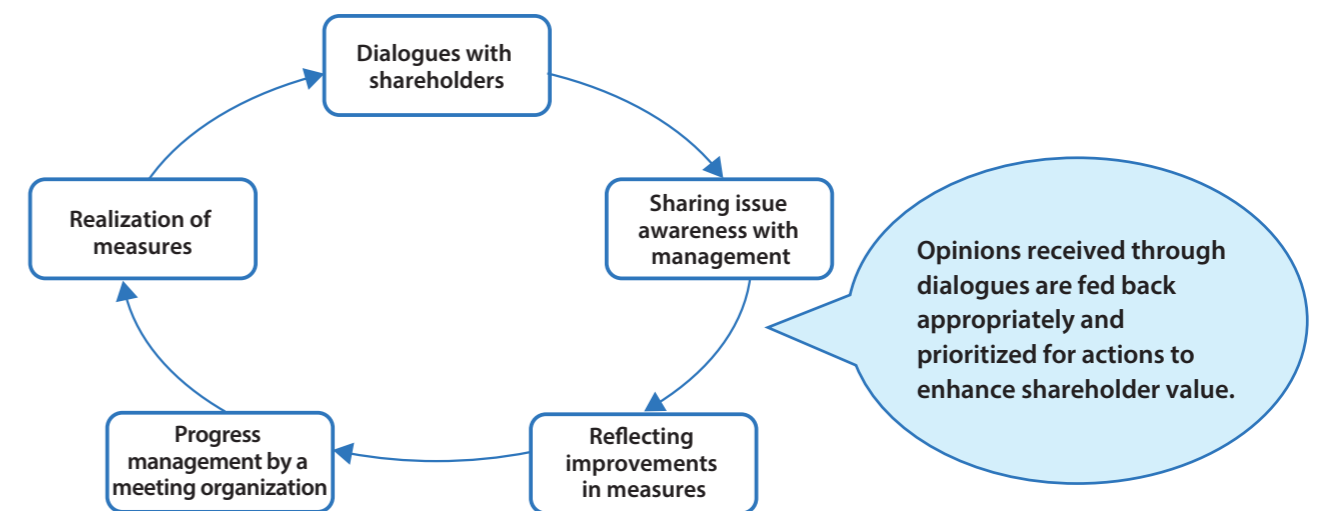 Dialogues with
shareholders
Sharing issue
awareness with
management
Reflecting
improvements
in measures
Progress
management by a
meeting organization
Realization of
measures
Opinions received through
dialogues are fed back
appropriately and
prioritized for actions to
enhance shareholder value.